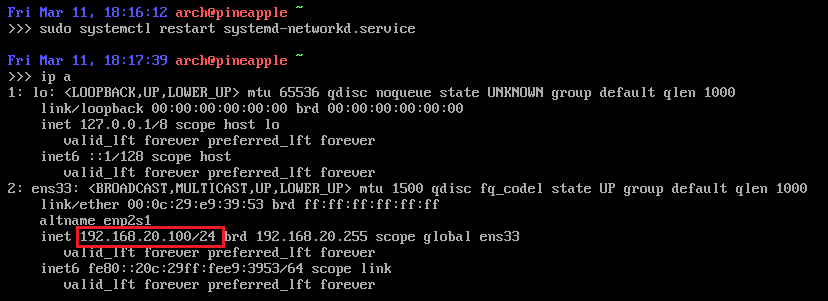 Fri Mar 11, 18:16:12 arch@pineapple ~
>>> sudo systemctl restart systemd-networkd.service
Fri Mar 11, 18:17:39 arch@pineapple ~
>>> ip a
1: lo: <LOOPBACK,UP,LOWER_UP> mtu 65536 qdisc noqueue state UNKNOWN group default qlen 1000
link/loopback 00:00:00:00:00:00 brd 00:00:00:00:00:00
inet 127.0.0.1/8 scope host lo
valid_lft forever preferred_lft forever
inet6 ::1/128 scope host
valid_lft forever preferred_lft forever
2: ens33: <BROADCAST,MULTICAST,UP,LOWER_UP> mtu 1500 qdisc fq_codel state UP group default qlen 1000
link/ether 00:0c:29:e9:39:53 brd ff:ff:ff:ff:ff:ff
altname enp2s1
inet 192.168.20.100/24 brd 192.168.20.255 scope global ens33
valid_lft forever preferred_lft forever
inet6 fe80::20c:29ff:fee9:3953/64 scope link
valid_lft forever preferred_lft forever